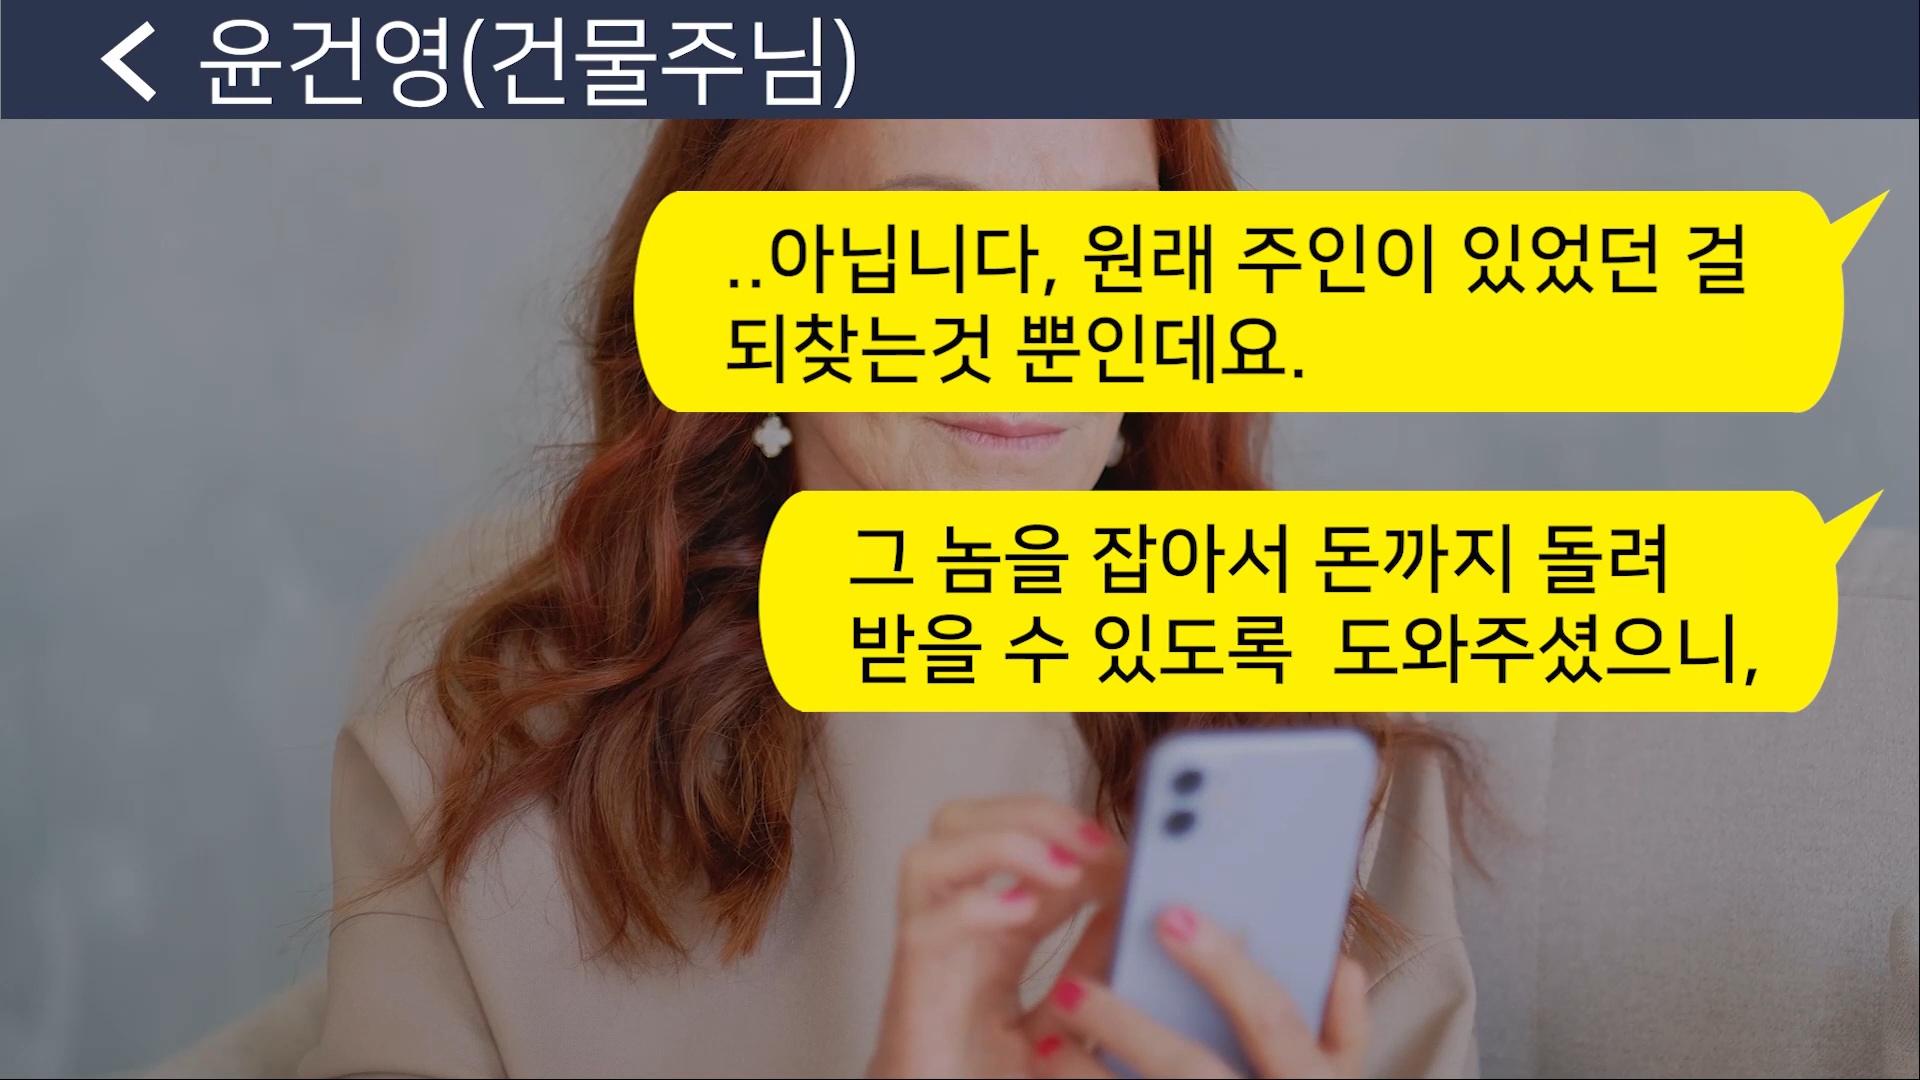 윤건영(건물주님)
..아닙니다, 원래 주인이 있었던 걸
되찾는것 뿐인데요.
그 놈을 잡아서 돈까지 돌려
받을 수 있도록  도와주셨으니,